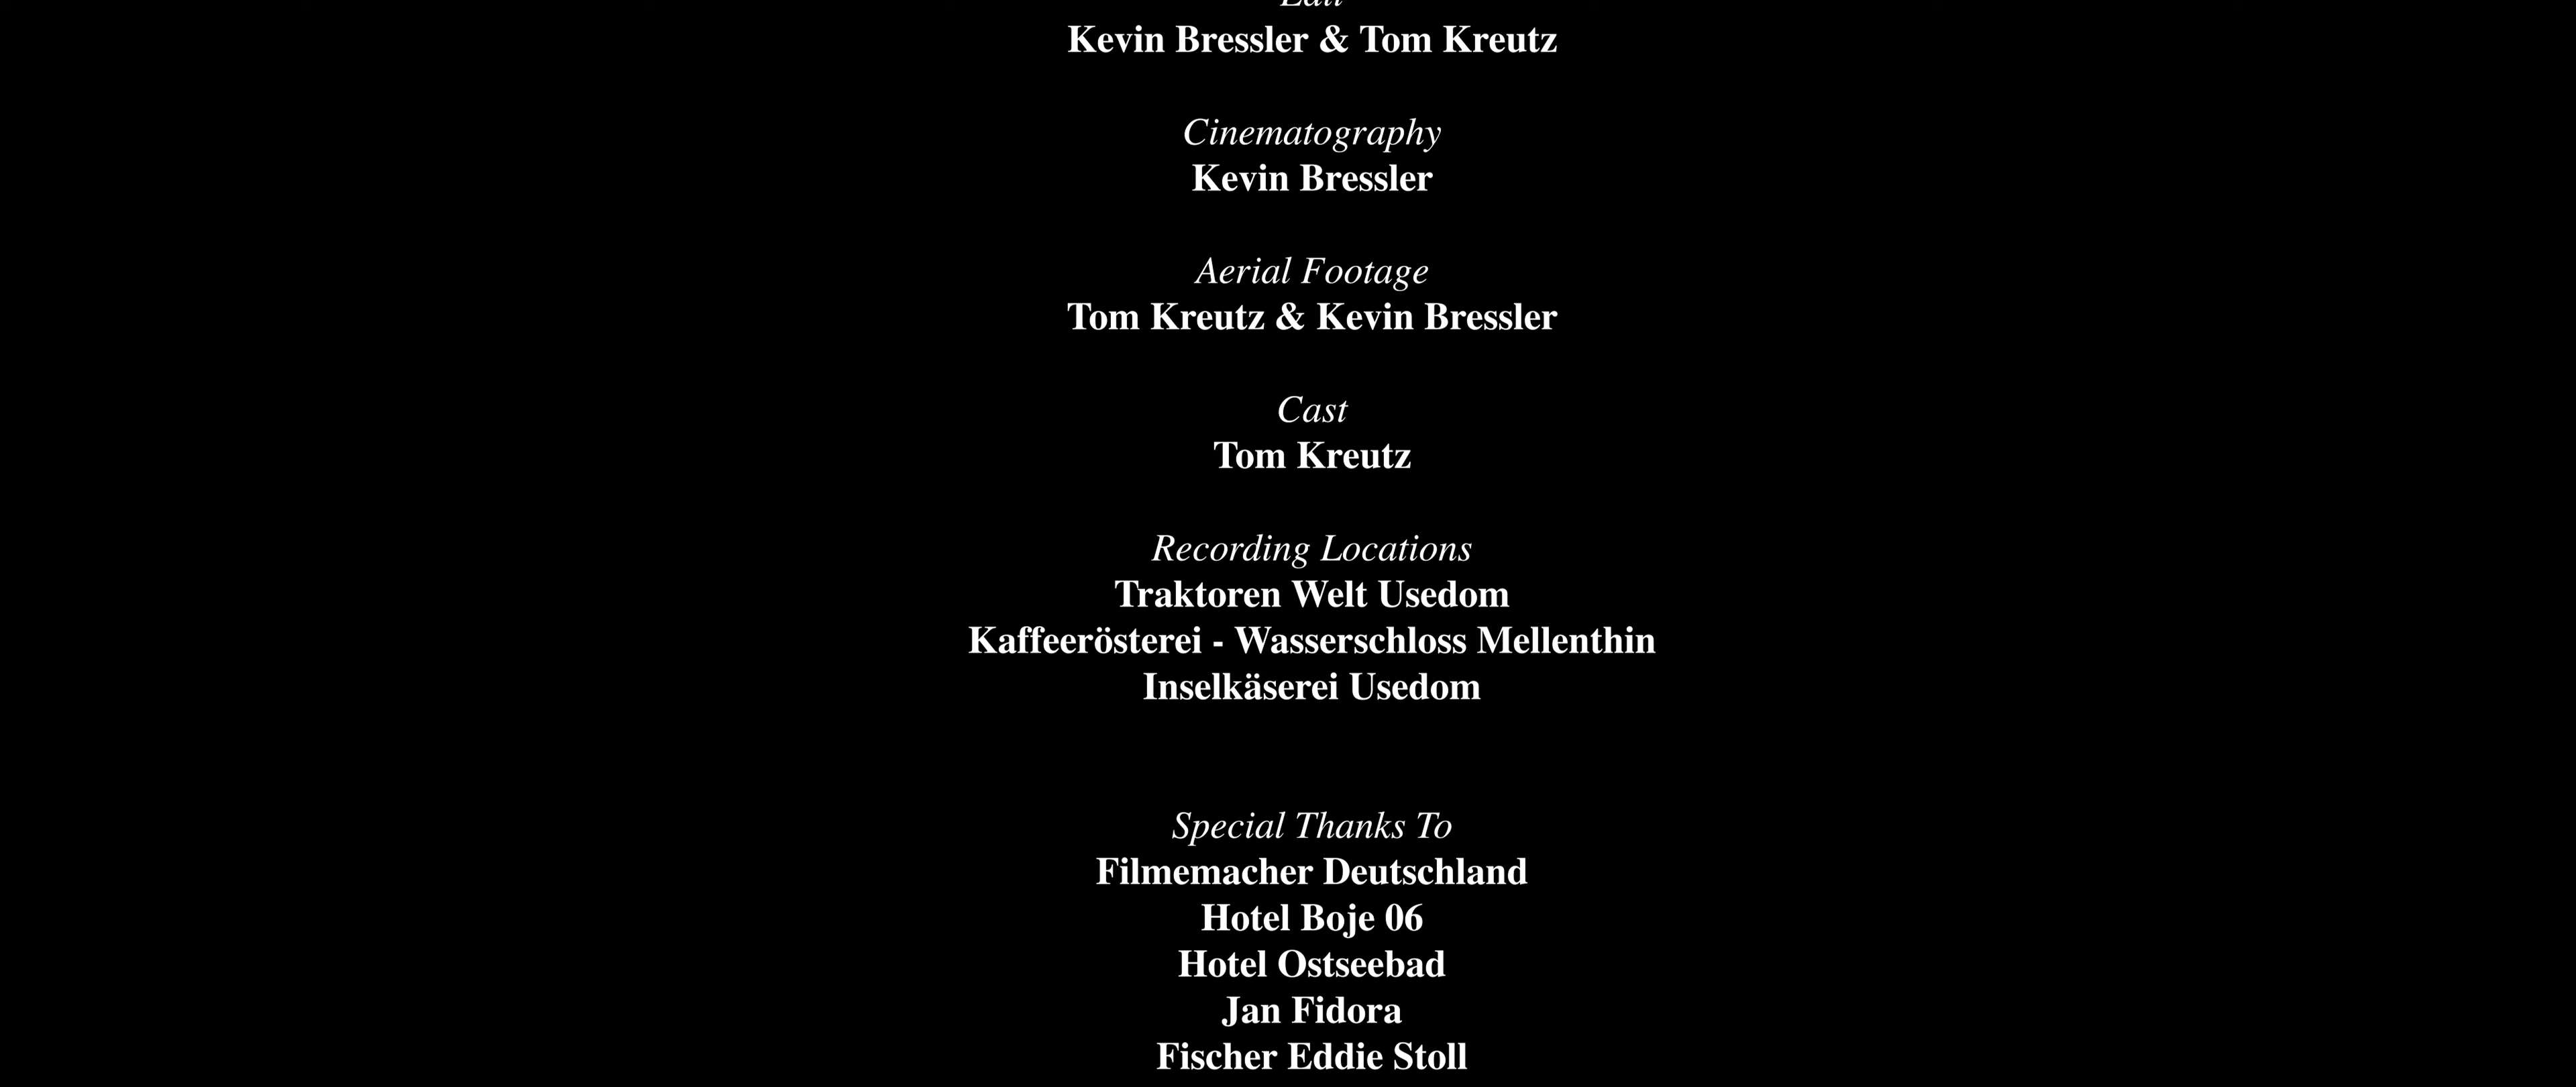 Edit
Kevin Bressler & Tom Kreutz
Cinematography
Kevin Bressler
Aerial Footage
Tom Kreutz & Kevin Bressler
Cast
Tom Kreutz
Recording Locations
Traktoren Welt Usedom
Kaffeerösterei - Wasserschloss Mellenthin
Inselkäserei Usedom
Special Thanks To
Filmemacher Deutschland
Hotel Boje 06
Hotel Ostseebad
Jan Fidora
Fischer Eddie Stoll